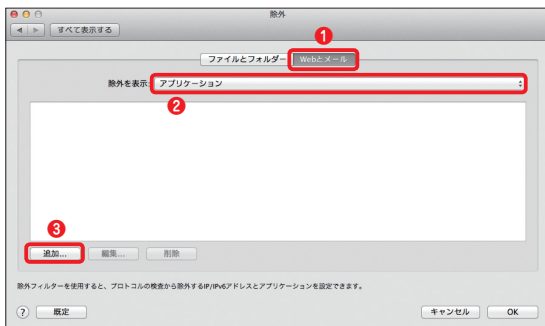 除外
すべて表示する
1
ファイルとフォルダー Webとメール
除外を表示: アプリケーション
2
3
追加... 編集... 削除
除外フィルターを使用すると、プロトコルの検査から除外するIP/IPv6アドレスとアプリケーションを設定できます。
? 既定 キャンセル OK